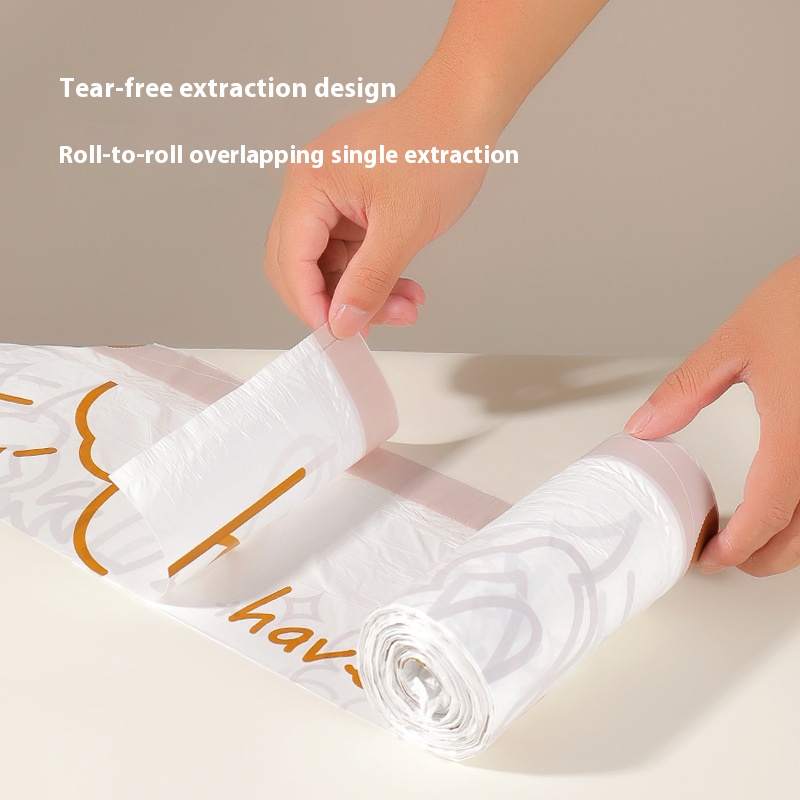 Tear-free extraction design
Roll-to-roll overlapping single extraction